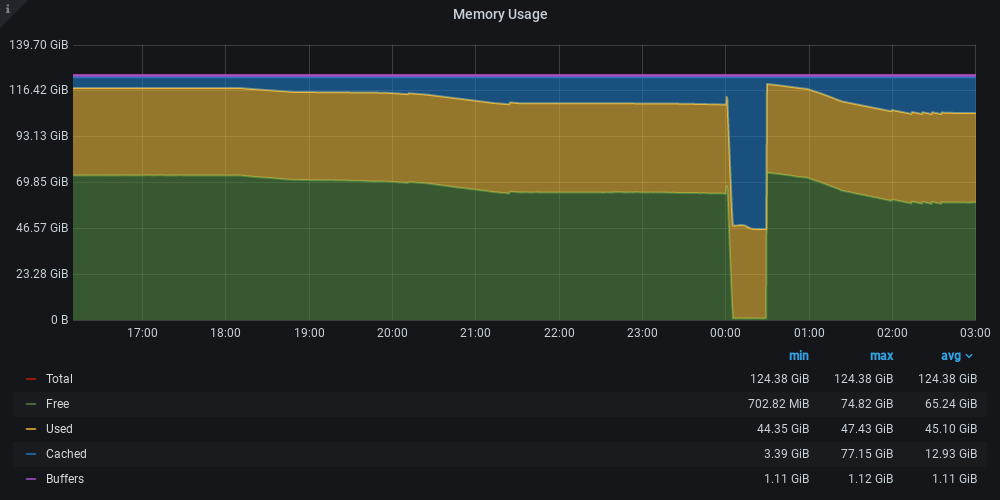 i
Memory Usage
139.70 GiB
116.42 GiB
93.13 GiB
69.85 GiB
46.57 GiB
23.28 GiB
0 B
17:00 18:00 19:00 20:00 21:00 22:00 23:00 00:00 01:00 02:00 03:00
min max avg
Total 124.38 GiB 124.38 GiB 124.38 GiB
Free 702.82 MiB 74.82 GiB 65.24 GiB
Used 44.35 GiB 47.43 GiB 45.10 GiB
Cached 3.39 GiB 77.15 GiB 12.93 GiB
Buffers 1.11 GiB 1.12 GiB 1.11 GiB